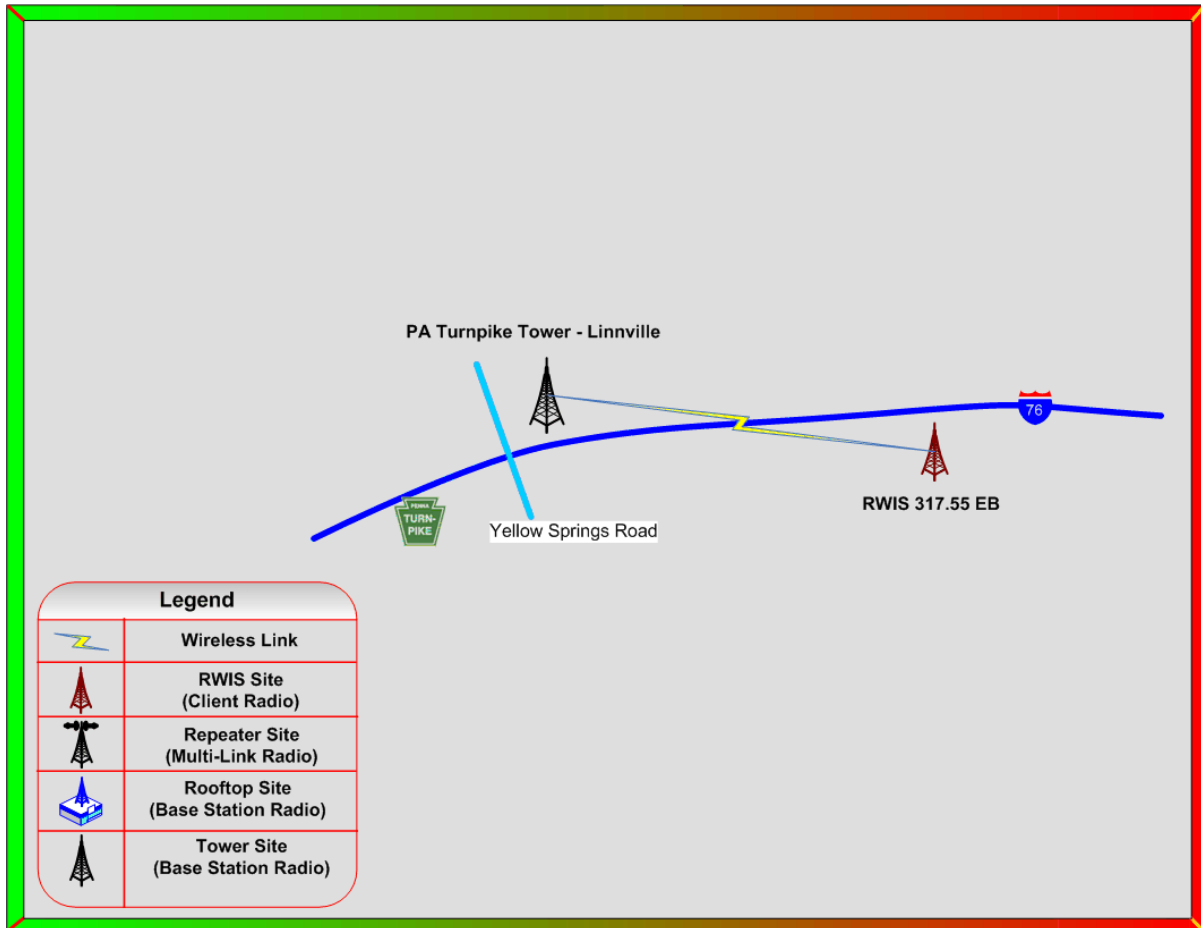 PA Turnpike Tower - Linnville
76
RWIS 317.55 EB
PENNA
TURN-
PIKE
Yellow Springs Road
Legend
Wireless Link
RWIS Site
(Client Radio)
Repeater Site
(Multi-Link Radio)
Rooftop Site
(Base Station Radio)
Tower Site
(Base Station Radio)